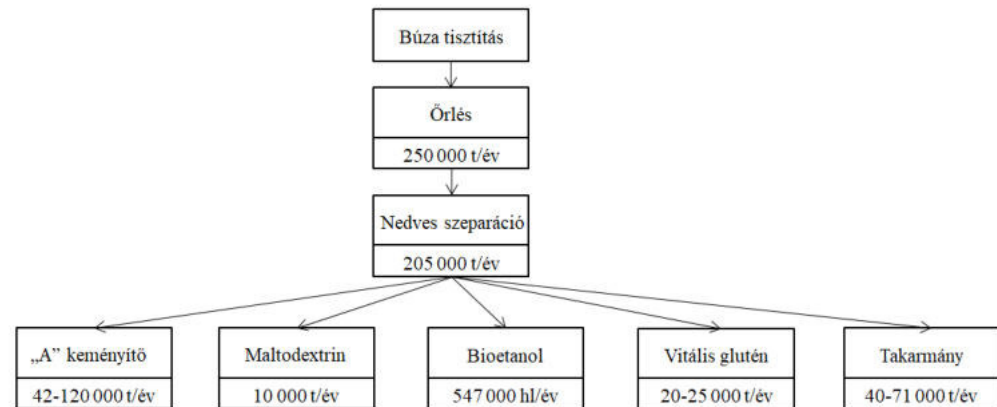 Búza tisztítás
Őrlés
250 000 t/év
Nedves szeparáció
205 000 t/év
„A” keményítő
42-120 000 t/év
Maltodextrin
10 000 t/év
Bioetanol
547 000 hl/év
Vitális glutén
20-25 000 t/év
Takarmány
40-71 000 t/év